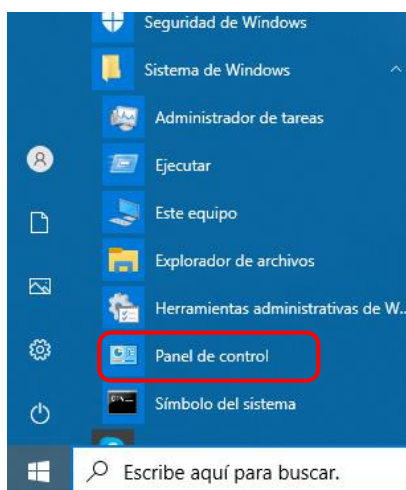 Seguridad de Windows
Sistema de Windows
Administrador de tareas
Ejecutar
Este equipo
Explorador de archivos
Herramientas administrativas de W...
Panel de control
Símbolo del sistema
Escribe aquí para buscar.